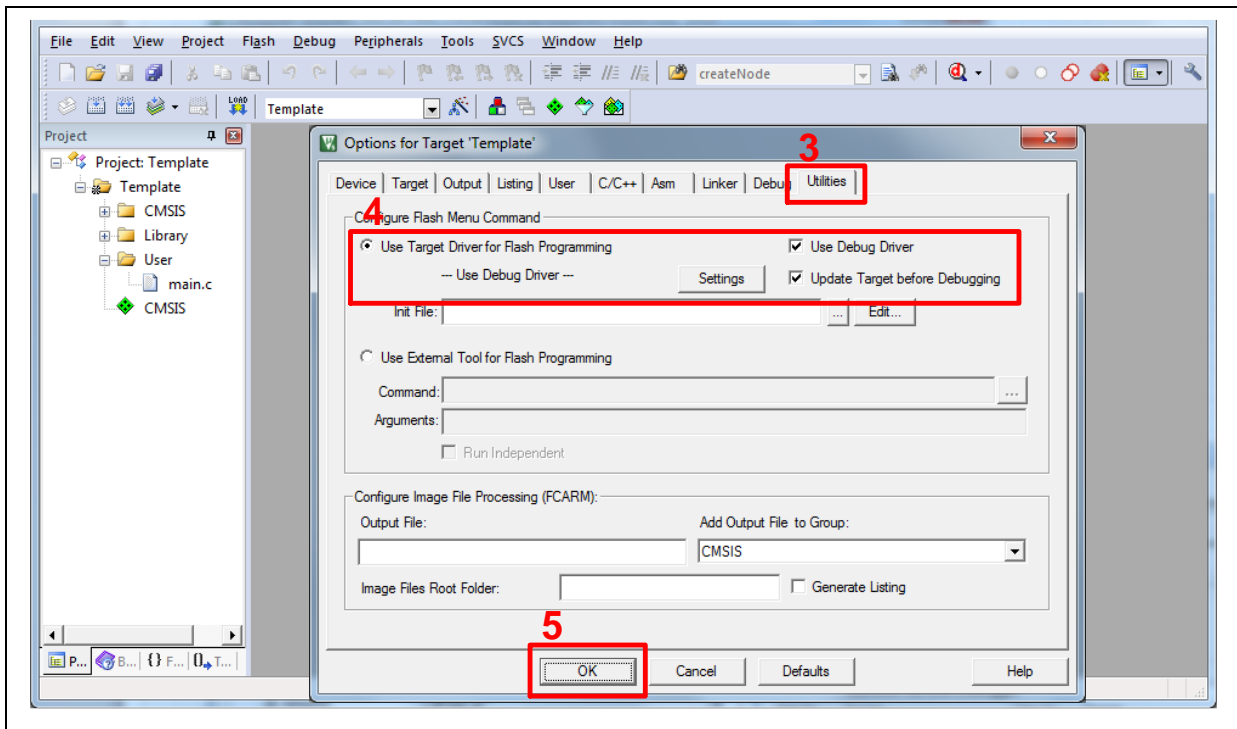 File Edit View Project Flash Debug Peripherals Tools SVCS Window Help
createNode
LOAD Template
Project
Project: Template
Template
CMSIS
Library
User
main.c
CMSIS
P... B... {} F... 0→ T...
Options for Target 'Template'
3
Device Target Output Listing User C/C++ Asm Linker Debug Utilities
4
Configure Flash Menu Command
Use Target Driver for Flash Programming Use Debug Driver
--- Use Debug Driver --- Settings Update Target before Debugging
Init File: ... Edit...
Use External Tool for Flash Programming
Command: ...
Arguments:
Run Independent
Configure Image File Processing (FCARM):
Output File: Add Output File to Group:
CMSIS
Image Files Root Folder: Generate Listing
5
OK Cancel Defaults Help